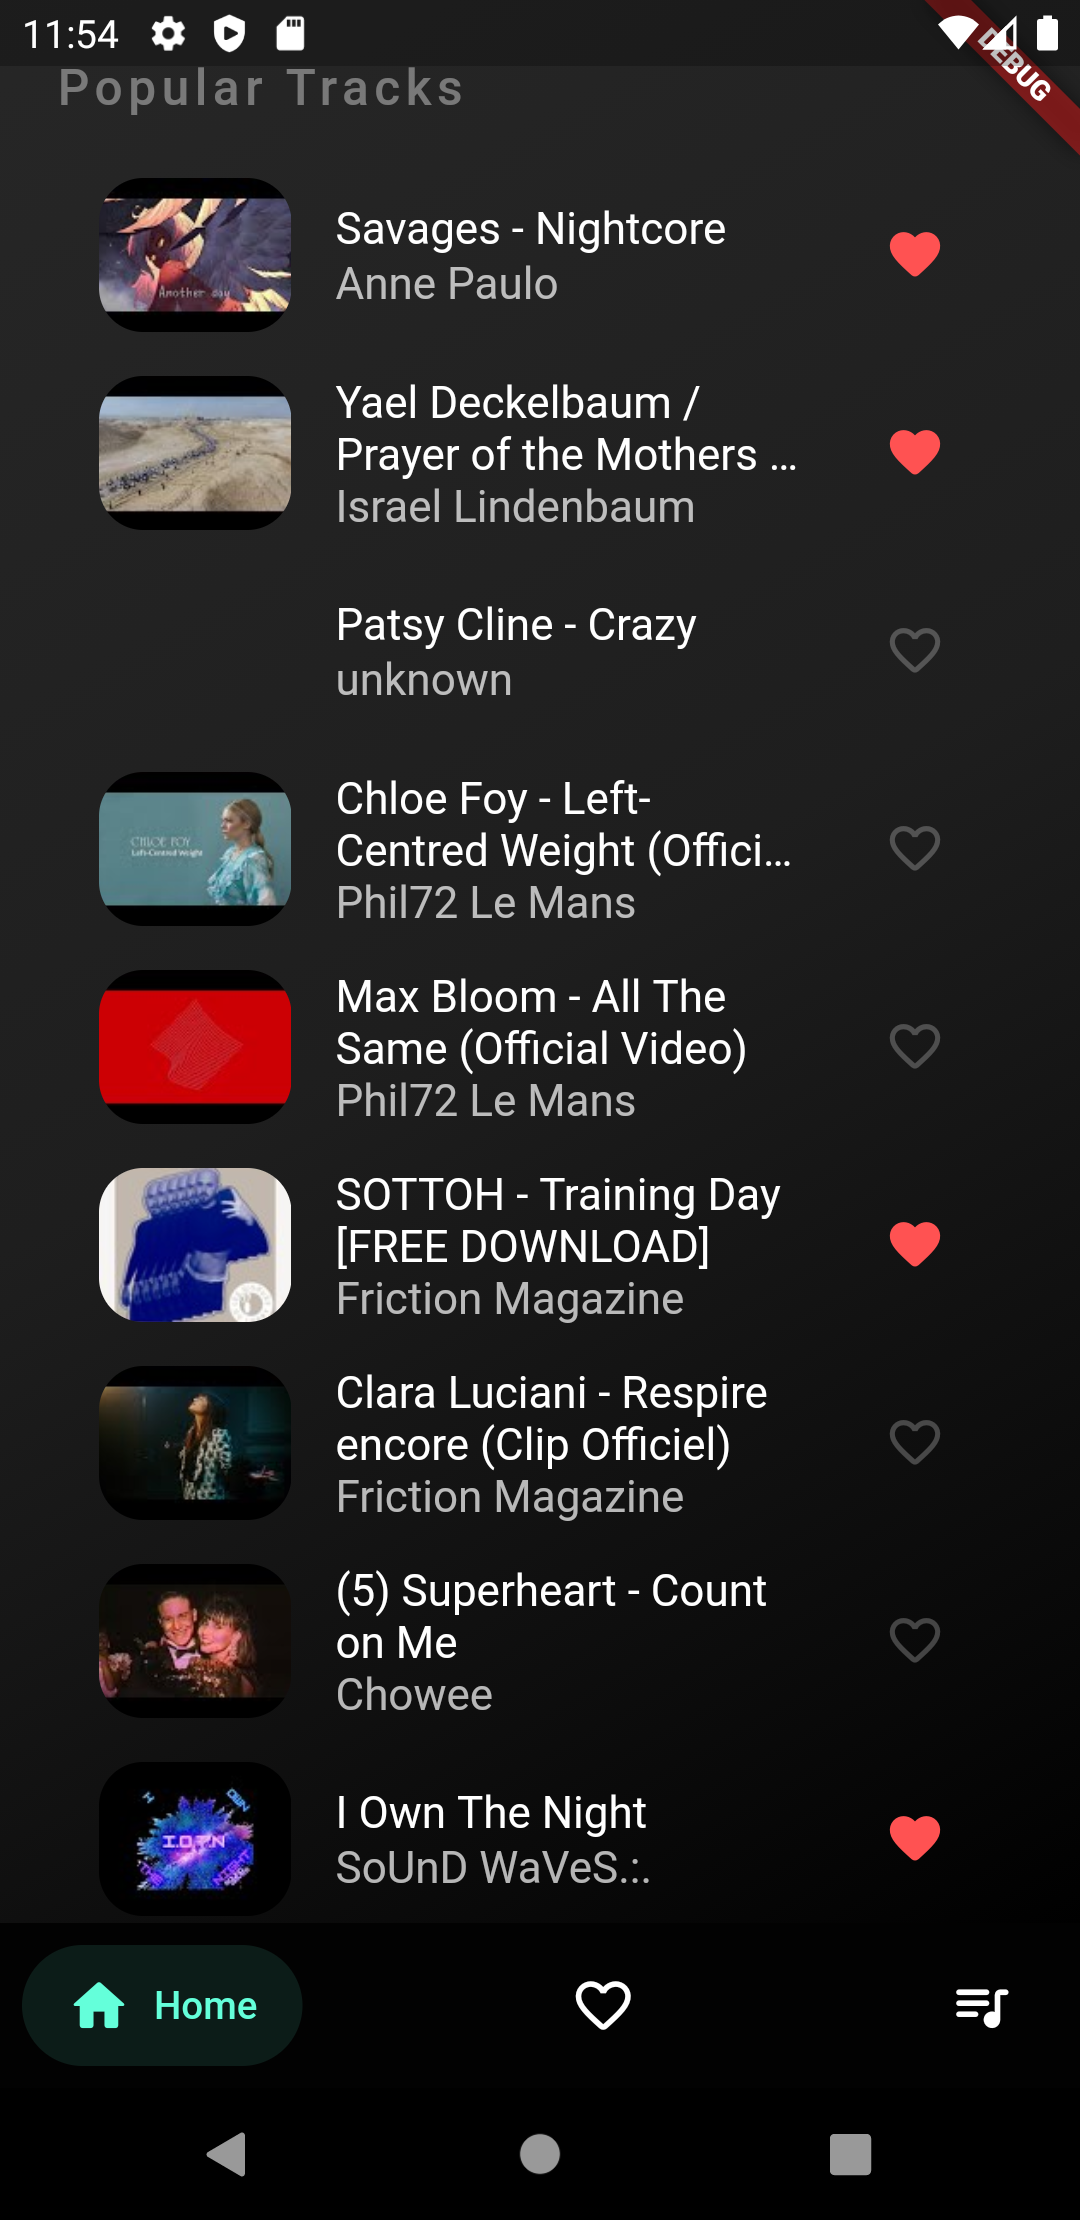 11:54
DEBUG
Popular Tracks
Another day
Savages - Nightcore
Anne Paulo
Yael Deckelbaum /
Prayer of the Mothers ...
Israel Lindenbaum
Patsy Cline - Crazy
unknown
CHLOE FOY
Left-Centred Weight
Chloe Foy - Left-
Centred Weight (Offici...
Phil72 Le Mans
Max Bloom - All The
Same (Official Video)
Phil72 Le Mans
SOTTOH - Training Day
[FREE DOWNLOAD]
Friction Magazine
Clara Luciani - Respire
encore (Clip Officiel)
Friction Magazine
(5) Superheart - Count
on Me
Chowee
I
OWN
I.O.T.N
THE
NIGHT
I Own The Night
SoUnD WaVeS.:.
Home